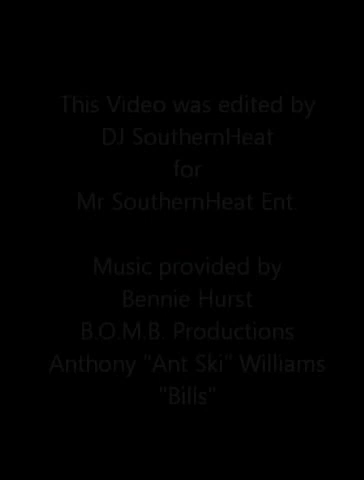 This Video was edited by
DJ SouthernHeat
for
Mr SouthernHeat Ent
Music provided by
Bennie Hurst
B.O.M.B. Productions
Anthony "Ant Ski" Williams
"Bills"